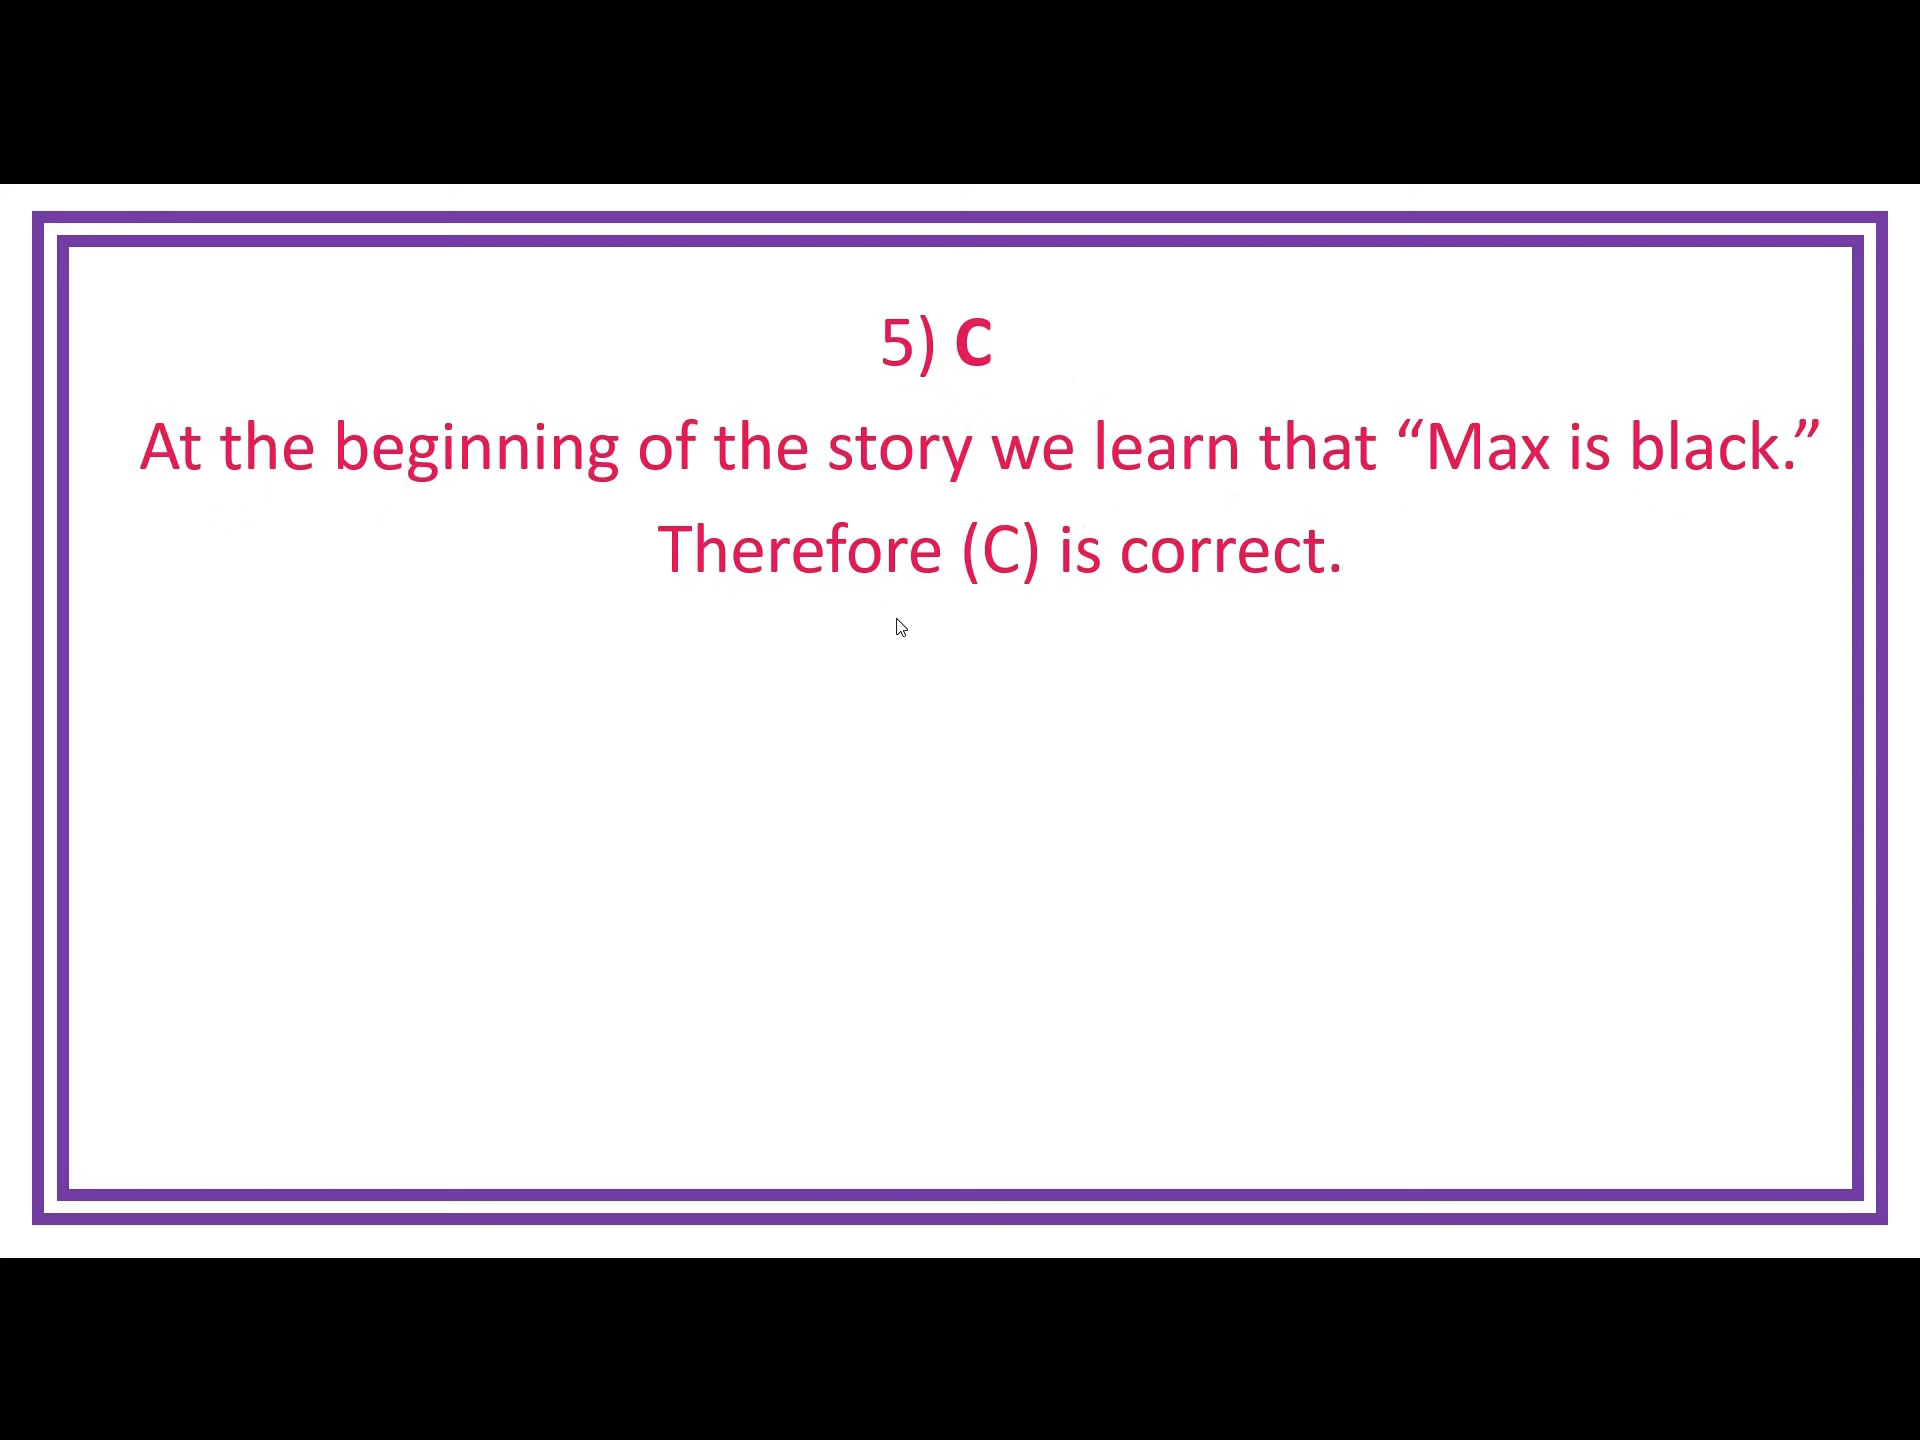 5) C
At the beginning of the story we learn that “Max is black.”
Therefore (C) is correct.